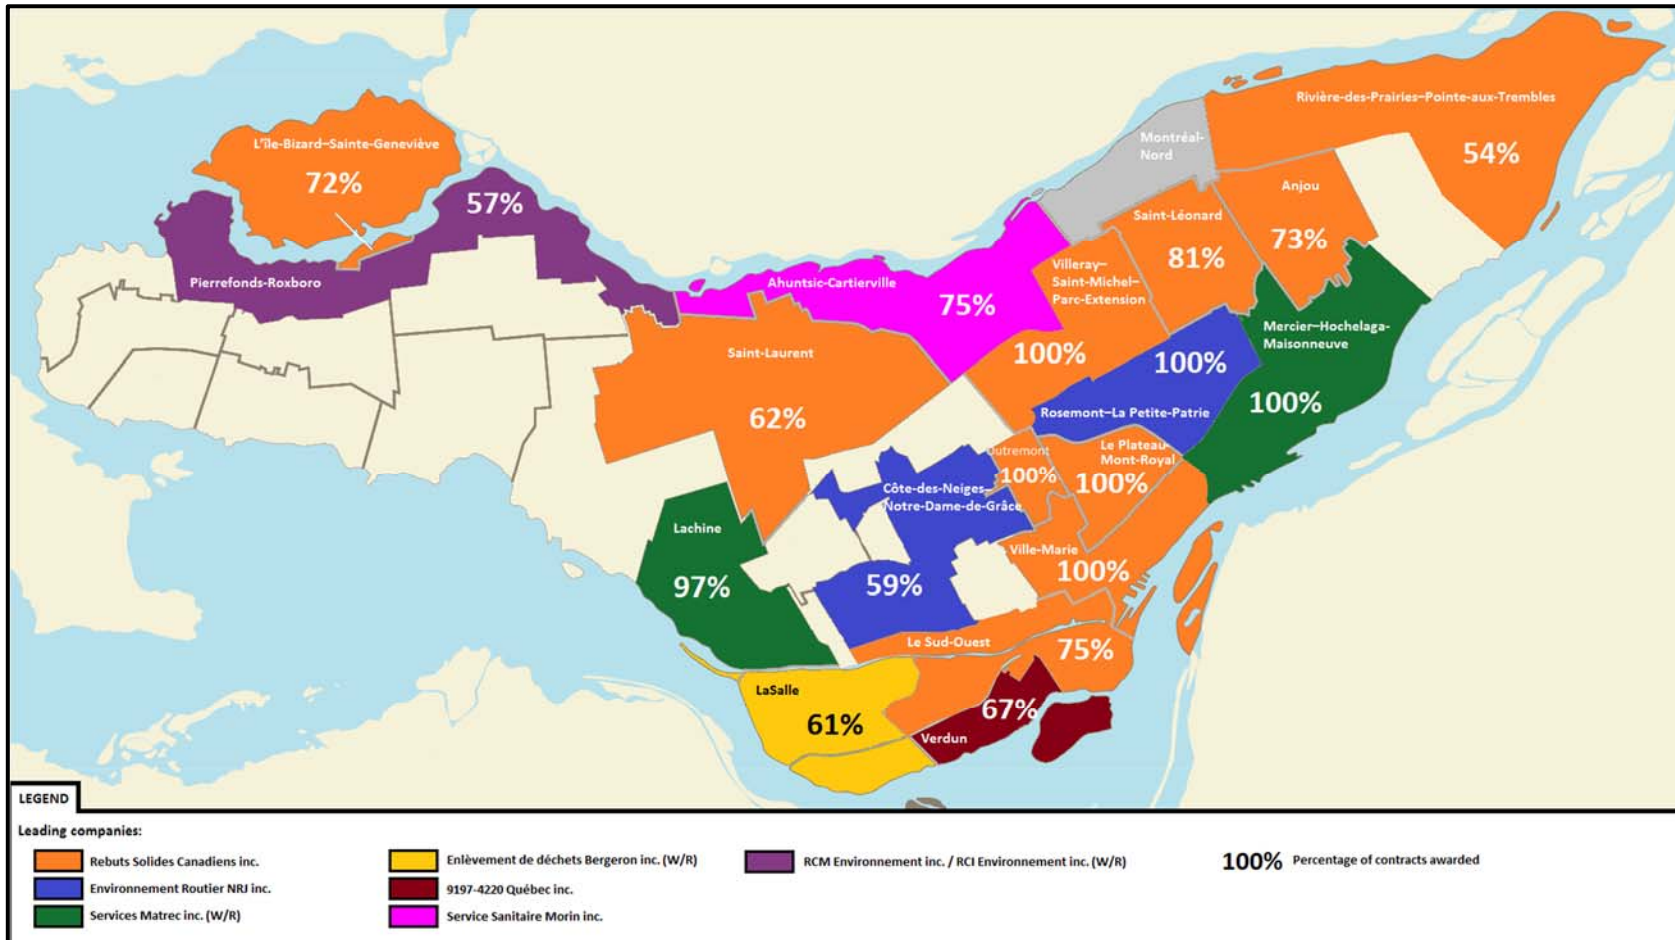 Rivière-des-Prairies–Pointe-aux-Trembles
54%
Montréal-
Nord
L'Île-Bizard–Sainte-Geneviève
72%
57%
Pierrefonds-Roxboro
Anjou
73%
Saint-Léonard
81%
Villeray–
Saint-Michel–
Parc-Extension
100%
Ahuntsic-Cartierville
75%
Mercier–Hochelaga-
Maisonneuve
100%
100%
Rosemont–La Petite-Patrie
Saint-Laurent
62%
Le Plateau-
Mont-Royal
100%
Outremont
100%
Côte-des-Neiges–
Notre-Dame-de-Grâce
59%
Lachine
97%
Ville-Marie
100%
Le Sud-Ouest
75%
LaSalle
61%
67%
Verdun
LEGEND
Leading companies:
Rebuts Solides Canadiens inc.
Environnement Routier NRJ inc.
Services Matrec inc. (W/R)
Enlèvement de déchets Bergeron inc. (W/R)
9197-4220 Québec inc.
Service Sanitaire Morin inc.
RCM Environnement inc. / RCI Environnement inc. (W/R)
100% Percentage of contracts awarded